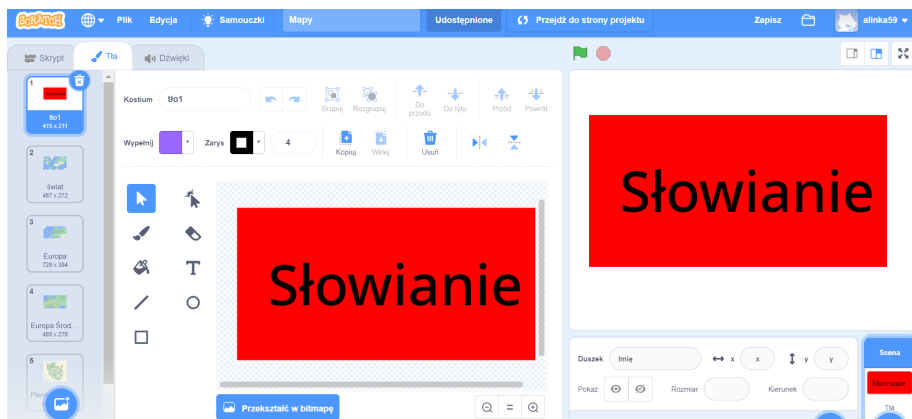 SCRATCH
Plik Edycja Samouczki Mapy Udostępnione Przejdź do strony projektu Zapisz alinka59
Skrypt Tła Dźwięki
1
tło1
415 x 211
2
świat
487 x 272
3
Europa
729 x 394
4
Europa Środ...
480 x 278
5
Kostium tło1 Grupuj Rozgrupuj Do przodu Do tyłu Przód Powrót
Wypełnij Zarys 4 Kopiuj Wklej Usuń
Słowianie
Przekształć w bitmapę
Słowianie
Duszek Imię x x y y
Pokaż Rozmiar Kierunek
Scena
Słowianie
Tła